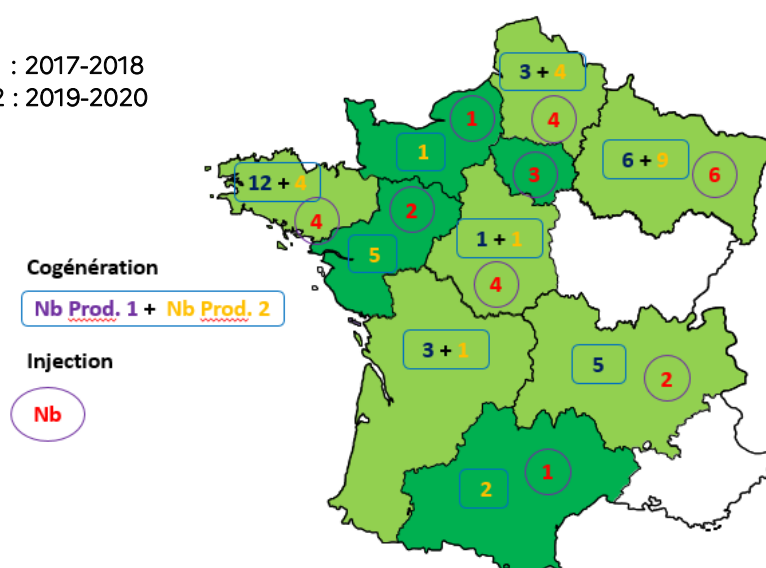 : 2017-2018
2 : 2019-2020
3 + 4
4
1
1
3
6 + 9
6
12 + 4
4
2
5
1 + 1
4
Cogénération
Nb Prod. 1 + Nb Prod. 2
Injection
Nb
3 + 1
5
2
1
2